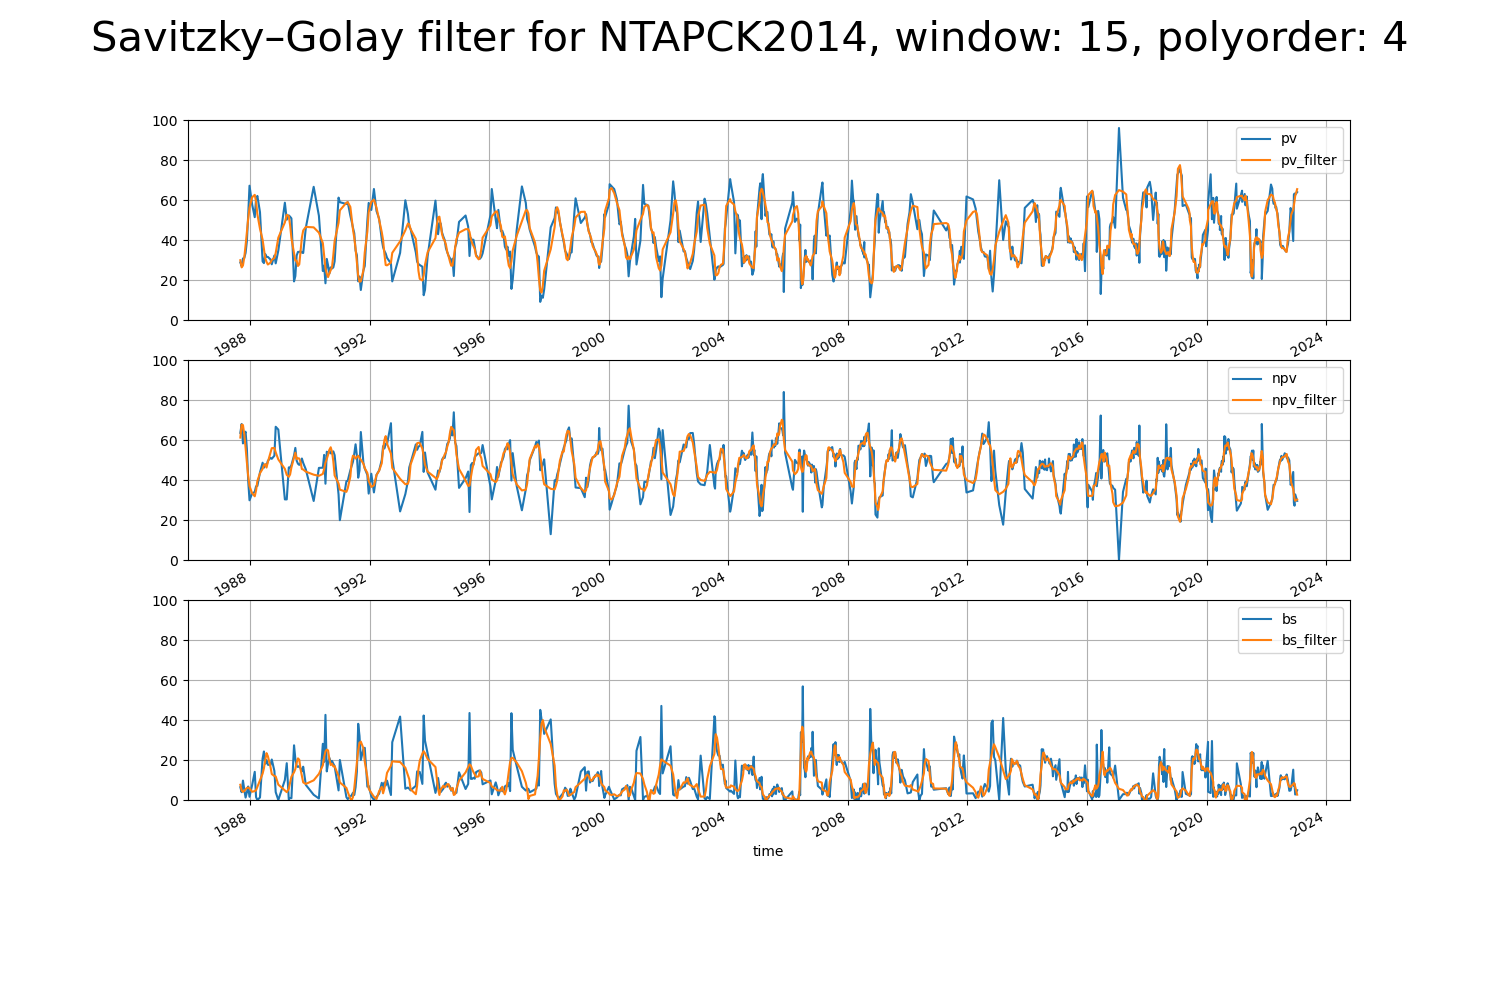 Savitzky–Golay filter for NTAPCK2014, window: 15, polyorder: 4
100
80
60
40
20
0
pv
pv_filter
1988 1992 1996 2000 2004 2008 2012 2016 2020 2024
100
80
60
40
20
0
npv
npv_filter
1988 1992 1996 2000 2004 2008 2012 2016 2020 2024
100
80
60
40
20
0
bs
bs_filter
1988 1992 1996 2000 2004 2008 2012 2016 2020 2024
time